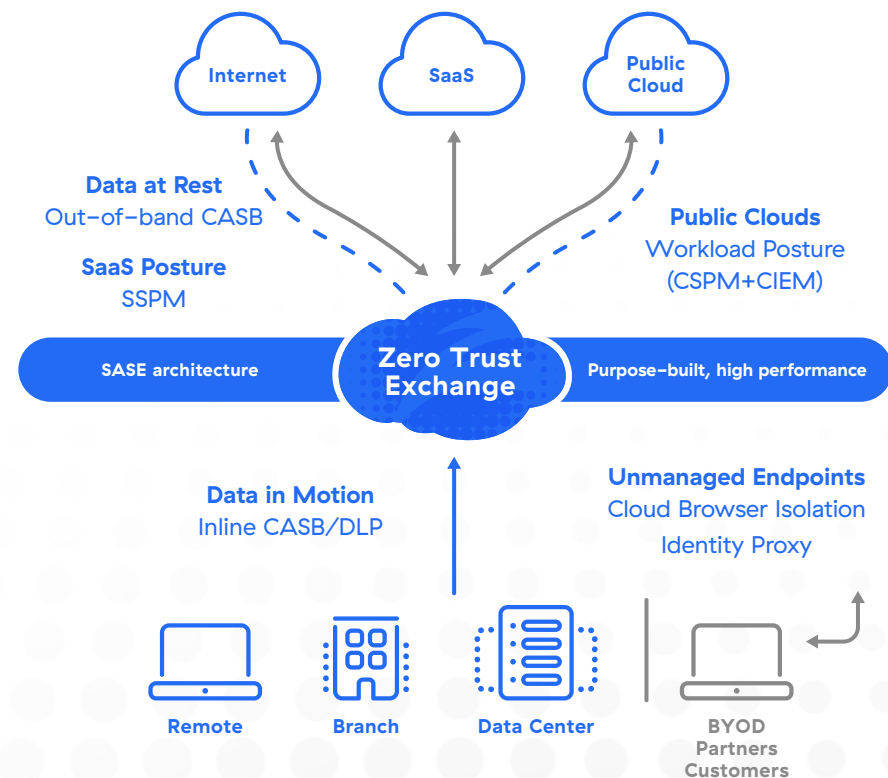 Internet
SaaS
Public
Cloud
Data at Rest
Out-of-band CASB
SaaS Posture
SSPM
Public Clouds
Workload Posture
(CSPM+CIEM)
SASE architecture
Zero Trust
Exchange
Purpose-built, high performance
Data in Motion
Inline CASB/DLP
Unmanaged Endpoints
Cloud Browser Isolation
Identity Proxy
Remote
Branch
Data Center
BYOD
Partners
Customers